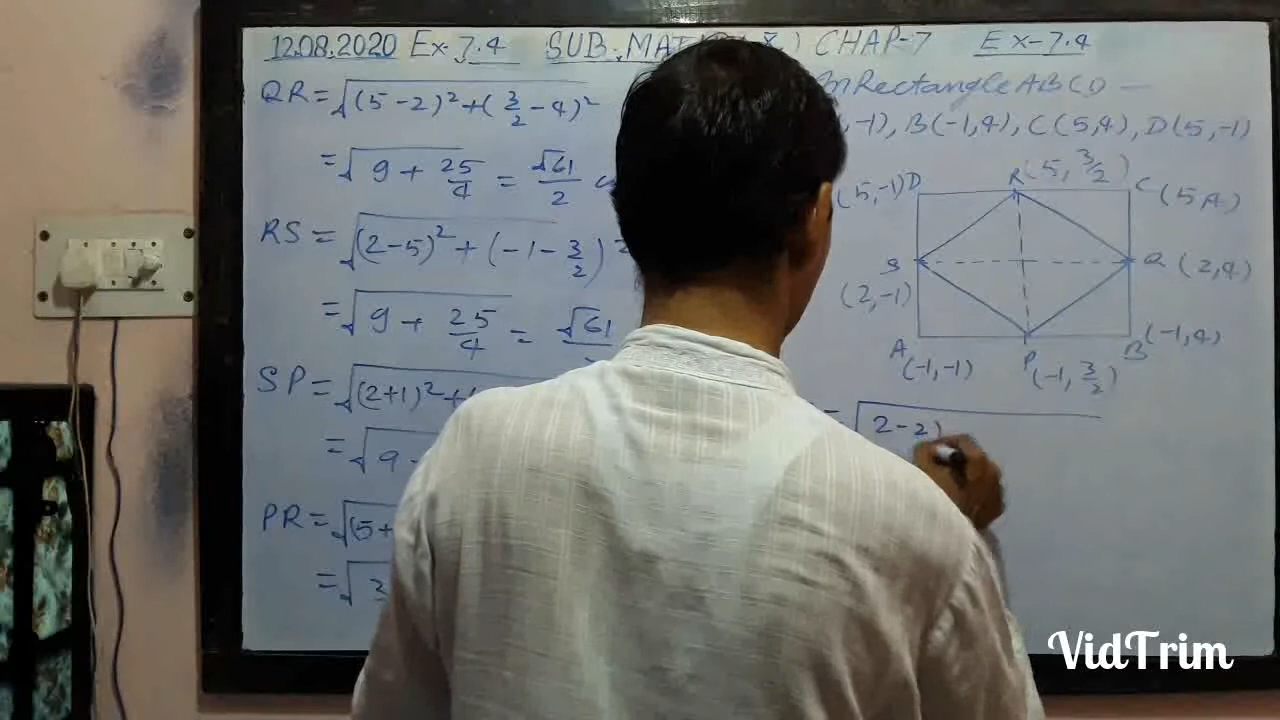 12.08.2020 Ex-7.4 SUB-MAT X) CHAP-7 Ex-7.4
QR=√(5-2)²+(3/2-4)²
=√9+25/4 = √61/2
RS=√(2-5)²+(-1-3/2)²
=√9+25/4 = √61
SP=√(2+1)²+
=√9
PR=√(5+
=√3
In Rectangle ABCD —
,-1), B(-1,4), C(5,4), D(5,-1)
(5,-1) D R (5, 3/2) C (5,4)
S Q (2,4)
(2,-1)
A (-1,-1) P (-1, 3/2) B (-1,4)
= √2-2)
VidTrim